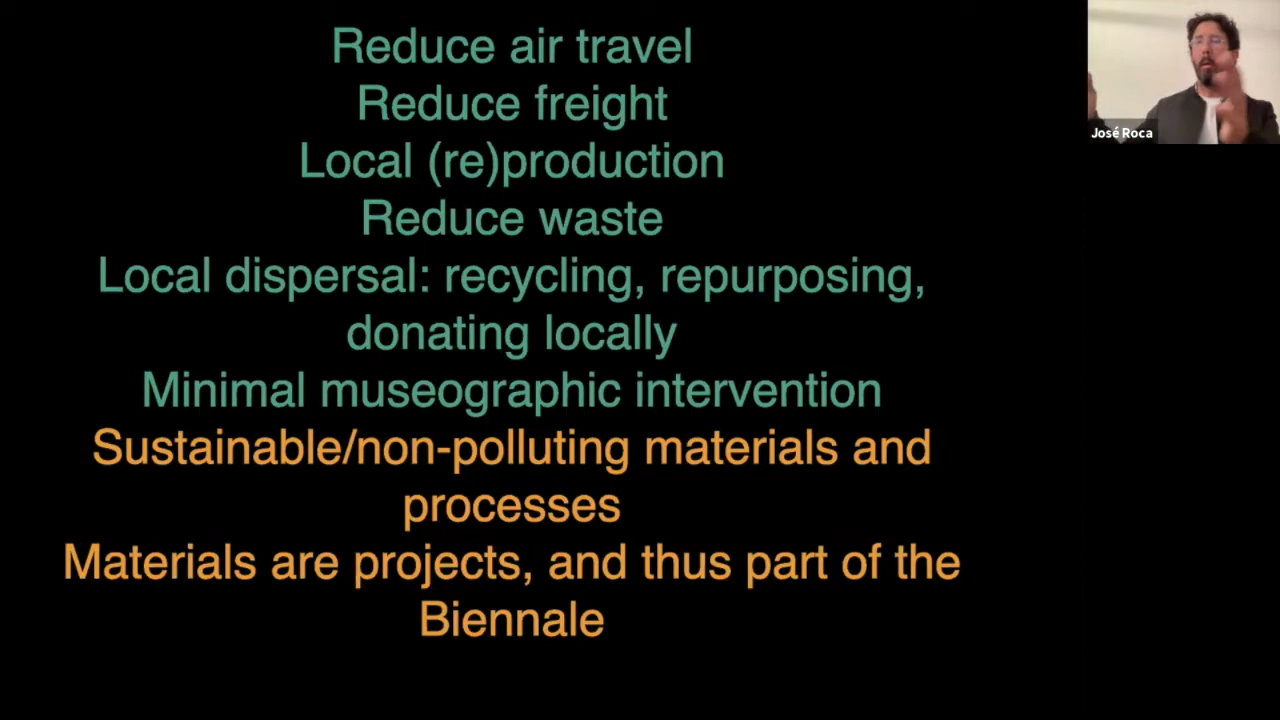 Reduce air travel
Reduce freight
Local (re)production
Reduce waste
Local dispersal: recycling, repurposing,
donating locally
Minimal museographic intervention
Sustainable/non-polluting materials and
processes
Materials are projects, and thus part of the
Biennale
José Roca